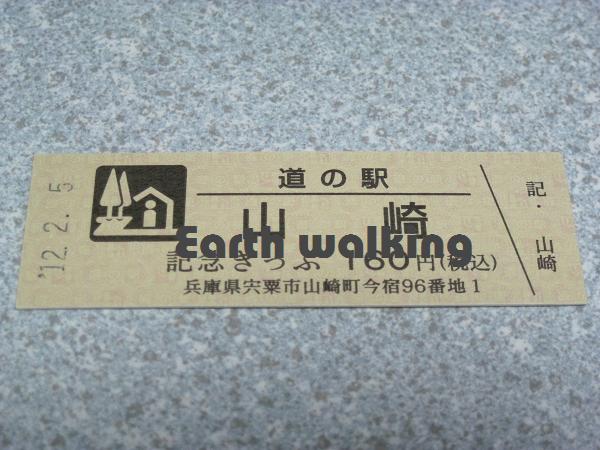 '12.2.5
道の駅
山崎
Earth walking
記念きっぷ 160円(税込)
兵庫県宍粟市山崎町今宿96番地1
記・山崎